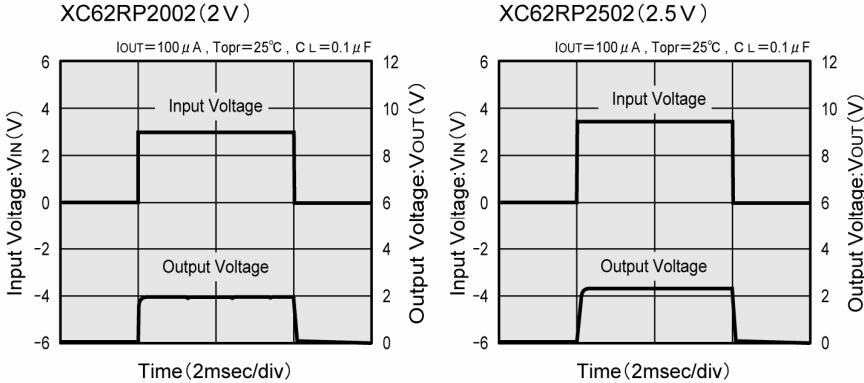 XC62RP2002(2V)
IOUT=100μA, Topr=25℃, CL=0.1μF
Input Voltage:VIN(V)
6
4
2
0
-2
-4
-6
Input Voltage
Output Voltage
12
10
8
6
4
2
0
Output Voltage:VOUT(V)
Time(2msec/div)
XC62RP2502(2.5V)
IOUT=100μA, Topr=25℃, CL=0.1μF
Input Voltage:VIN(V)
6
4
2
0
-2
-4
-6
Input Voltage
Output Voltage
12
10
8
6
4
2
0
Output Voltage:VOUT(V)
Time(2msec/div)